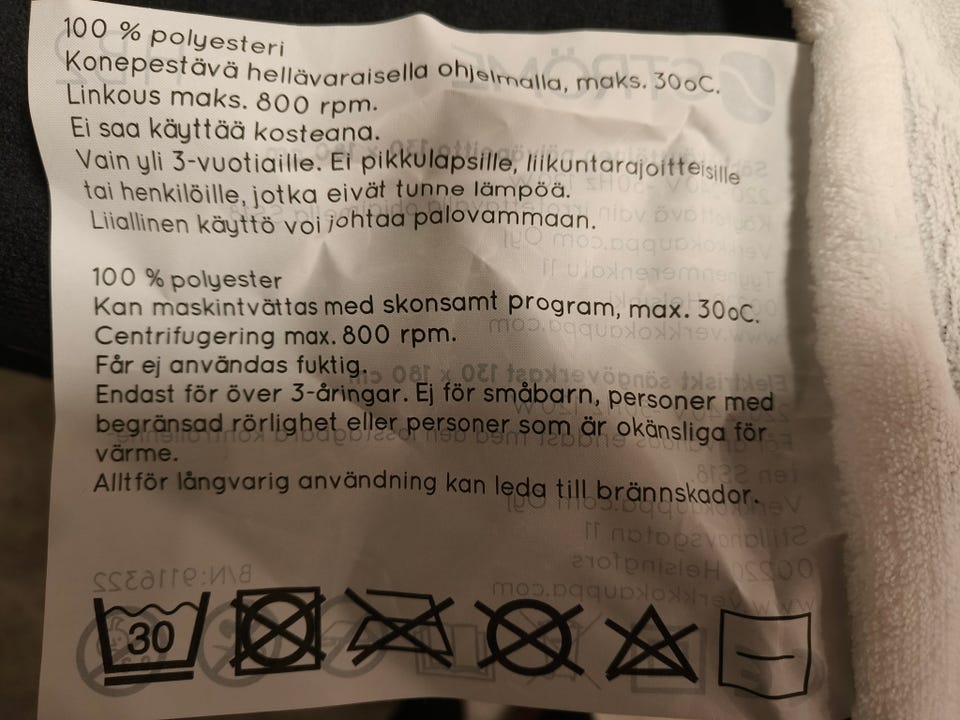 100 % polyesteri
Konepestävä hellävaraisella ohjelmalla, maks. 30oC.
Linkous maks. 800 rpm.
Ei saa käyttää kosteana.
Vain yli 3-vuotiaille. Ei pikkulapsille, liikuntarajoitteisille
tai henkilöille, jotka eivät tunne lämpöä.
Liiallinen käyttö voi johtaa palovammaan.
100 % polyester
Kan maskintvättas med skonsamt program, max. 30oC.
Centrifugering max. 800 rpm.
Får ej användas fuktig.
Endast för över 3-åringar. Ej för småbarn, personer med
begränsad rörlighet eller personer som är okänsliga för
värme.
Alltför långvarig användning kan leda till brännskador.
B/N: 9116322
30